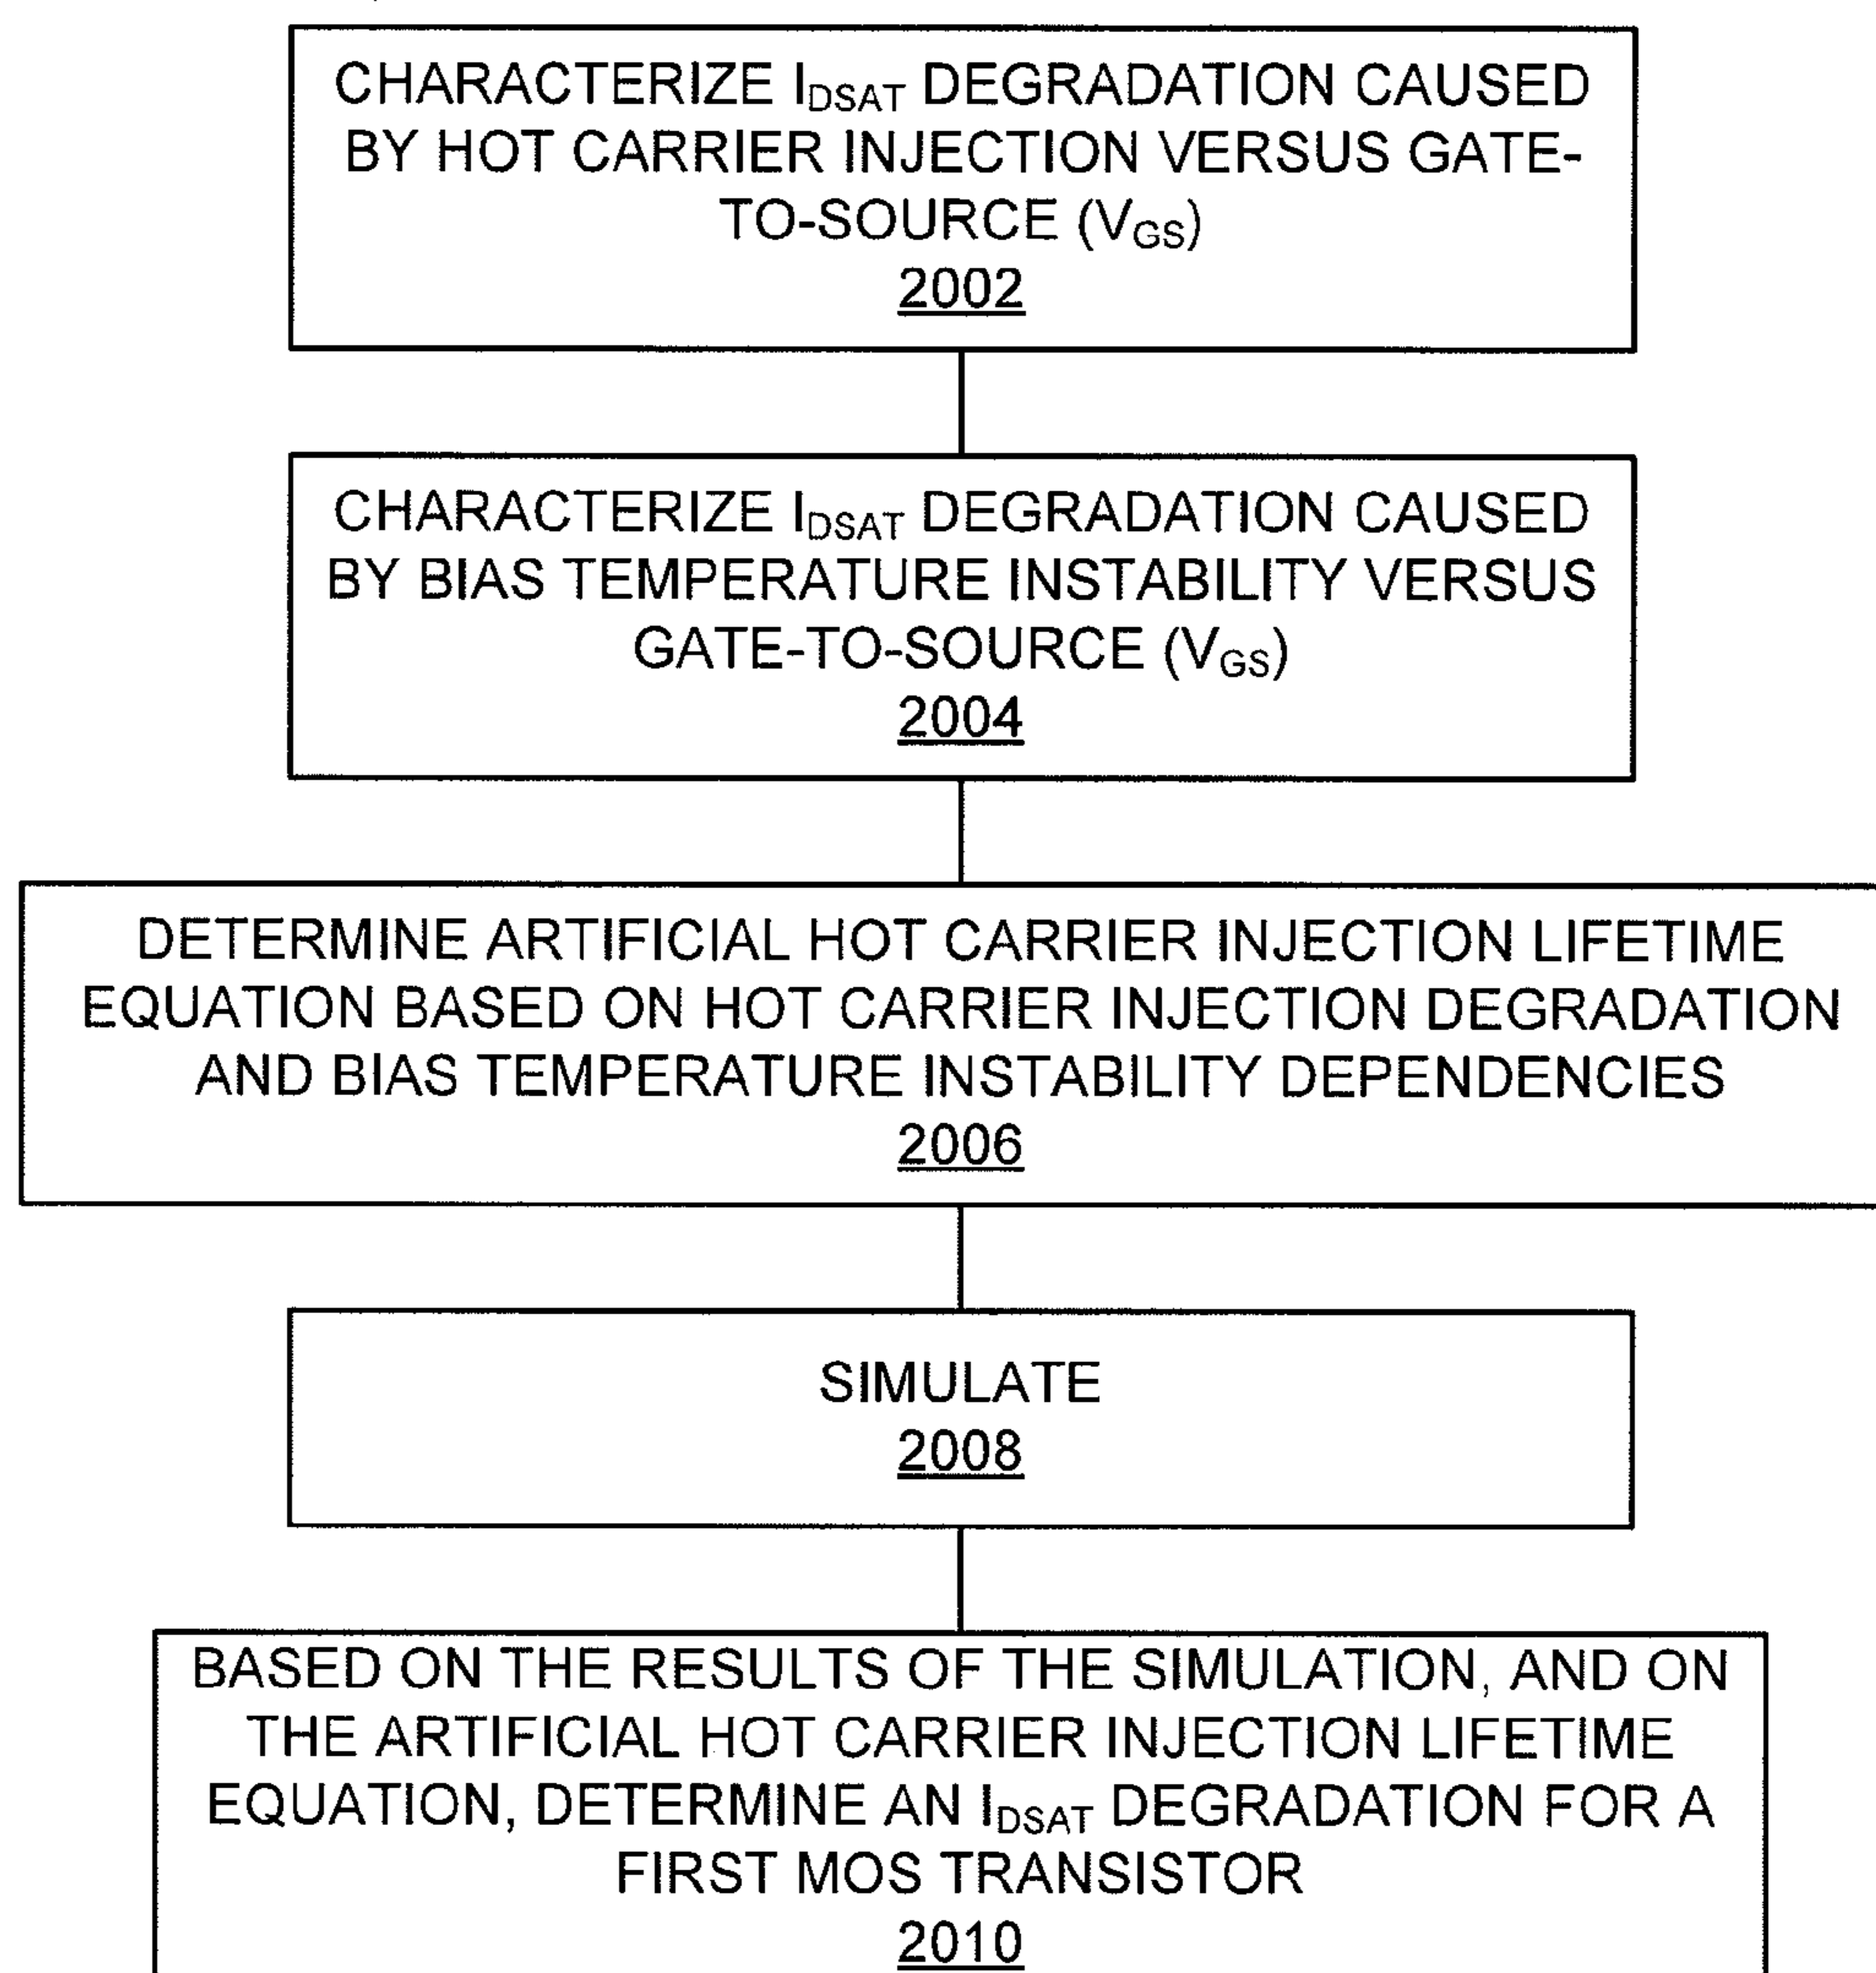 CHARACTERIZE IDSAT DEGRADATION CAUSED
BY HOT CARRIER INJECTION VERSUS GATE-
TO-SOURCE (VGS)
2002
CHARACTERIZE IDSAT DEGRADATION CAUSED
BY BIAS TEMPERATURE INSTABILITY VERSUS
GATE-TO-SOURCE (VGS)
2004
DETERMINE ARTIFICIAL HOT CARRIER INJECTION LIFETIME
EQUATION BASED ON HOT CARRIER INJECTION DEGRADATION
AND BIAS TEMPERATURE INSTABILITY DEPENDENCIES
2006
SIMULATE
2008
BASED ON THE RESULTS OF THE SIMULATION, AND ON
THE ARTIFICIAL HOT CARRIER INJECTION LIFETIME
EQUATION, DETERMINE AN IDSAT DEGRADATION FOR A
FIRST MOS TRANSISTOR
2010